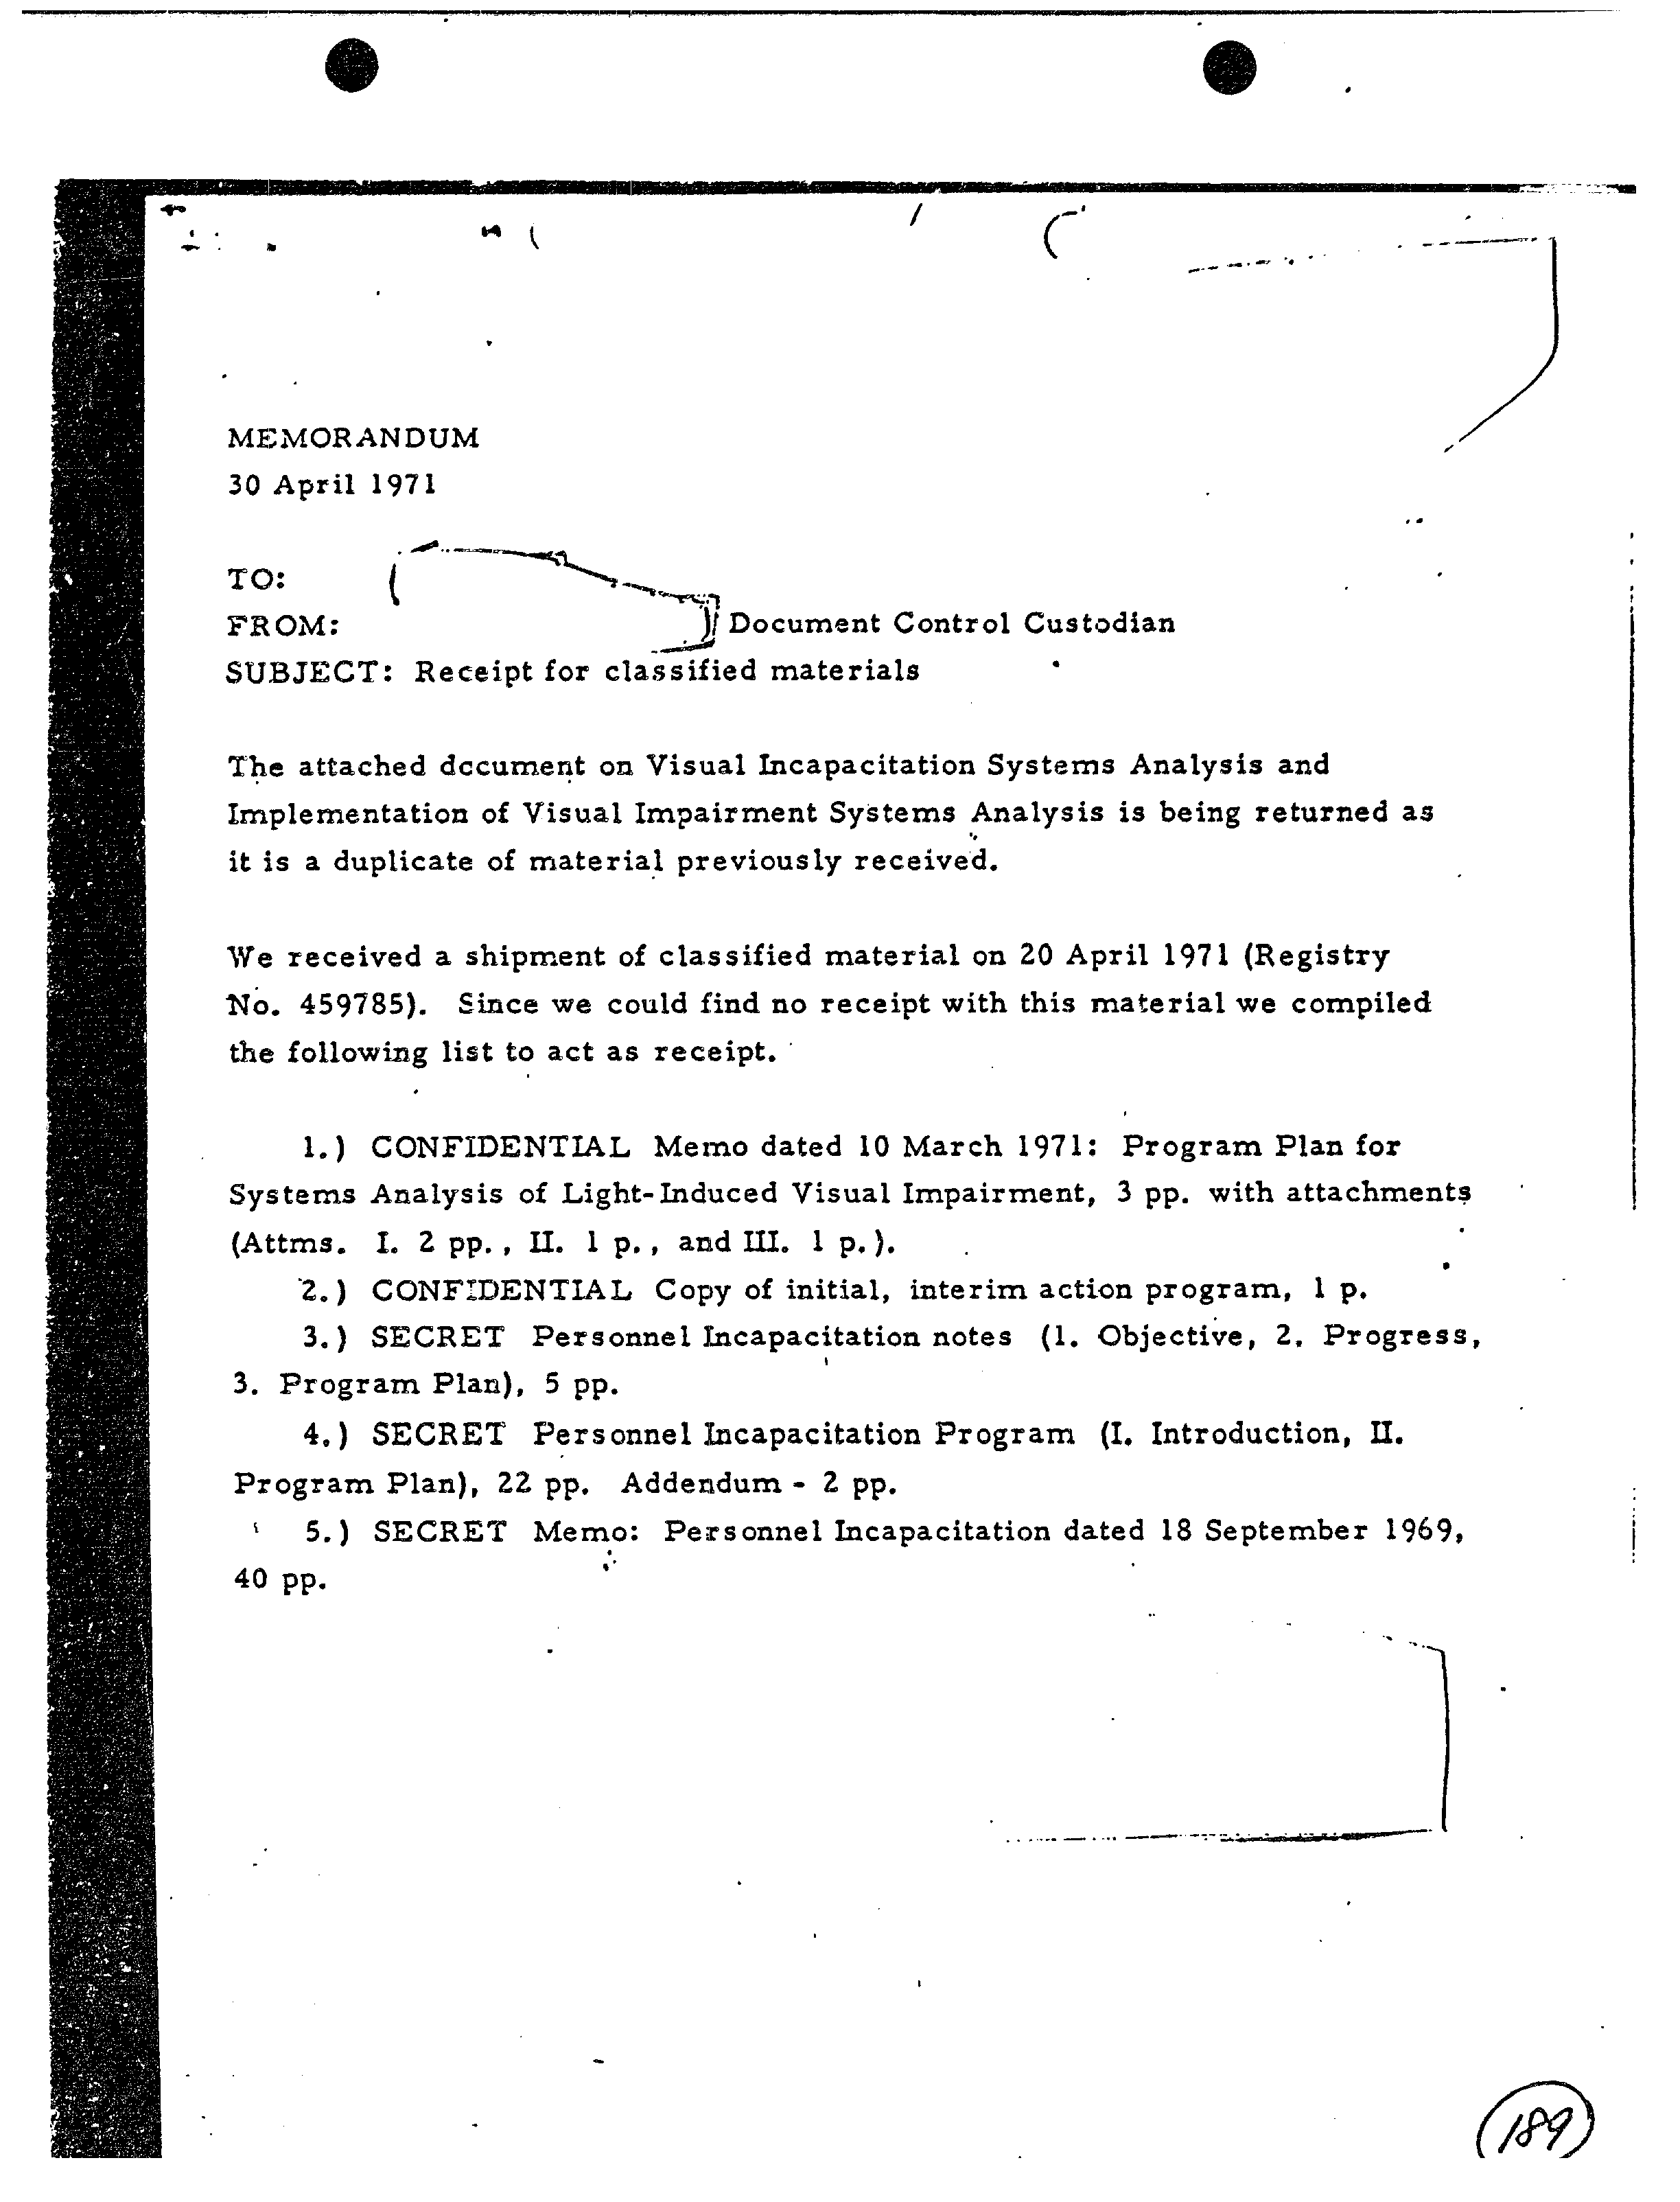 MEMORANDUM
30 April 1971
TO:
FROM: Document Control Custodian
SUBJECT: Receipt for classified materials
The attached dccument on Visual Incapacitation Systems Analysis and
Implementation of Visual Impairment Systems Analysis is being returned as
it is a duplicate of material previously received.
We received a shipment of classified material on 20 April 1971 (Registry
No. 459785). Since we could find no receipt with this material we compiled
the following list to act as receipt.
1.) CONFIDENTIAL Memo dated 10 March 1971: Program Plan for
Systems Analysis of Light-Induced Visual Impairment, 3 pp. with attachments
(Attms. I. 2 pp., II. 1 p., and III. 1 p.).
2.) CONFIDENTIAL Copy of initial, interim action program, 1 p.
3.) SECRET Personnel Incapacitation notes (1. Objective, 2. Progress,
3. Program Plan), 5 pp.
4.) SECRET Personnel Incapacitation Program (I. Introduction, II.
Program Plan), 22 pp. Addendum - 2 pp.
5.) SECRET Memo: Personnel Incapacitation dated 18 September 1969,
40 pp.
189